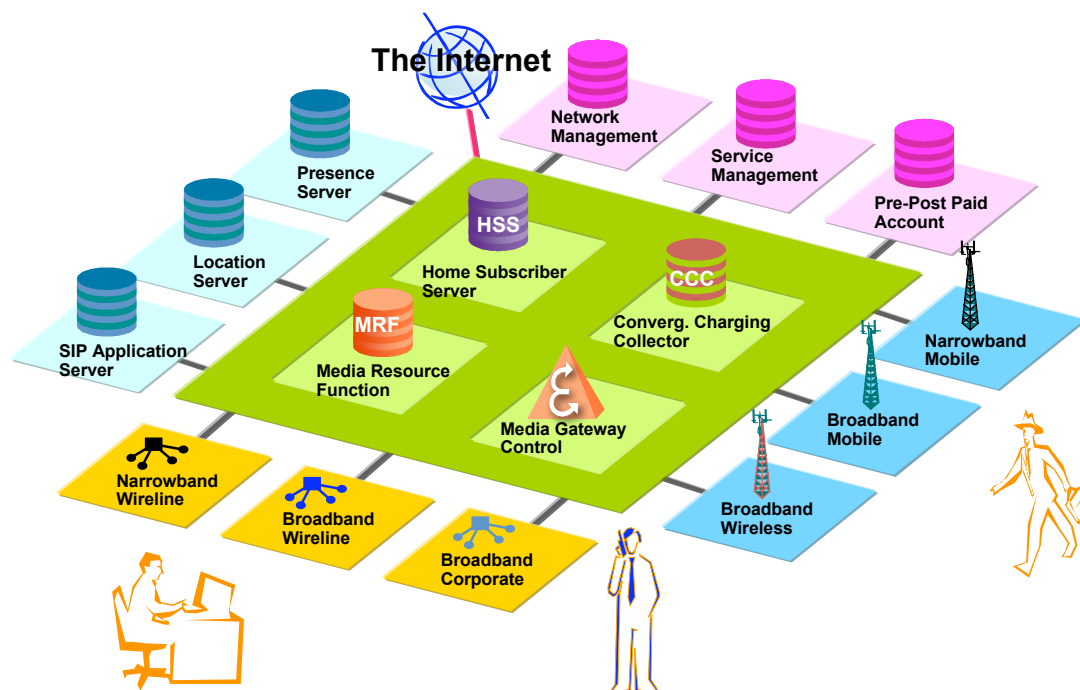 The Internet
Network
Management
Service
Management
Pre-Post Paid
Account
Presence
Server
Location
Server
SIP Application
Server
HSS
Home Subscriber
Server
CCC
Converg. Charging
Collector
MRF
Media Resource
Function
Media Gateway
Control
Narrowband
Mobile
Broadband
Mobile
Broadband
Wireless
Narrowband
Wireline
Broadband
Wireline
Broadband
Corporate